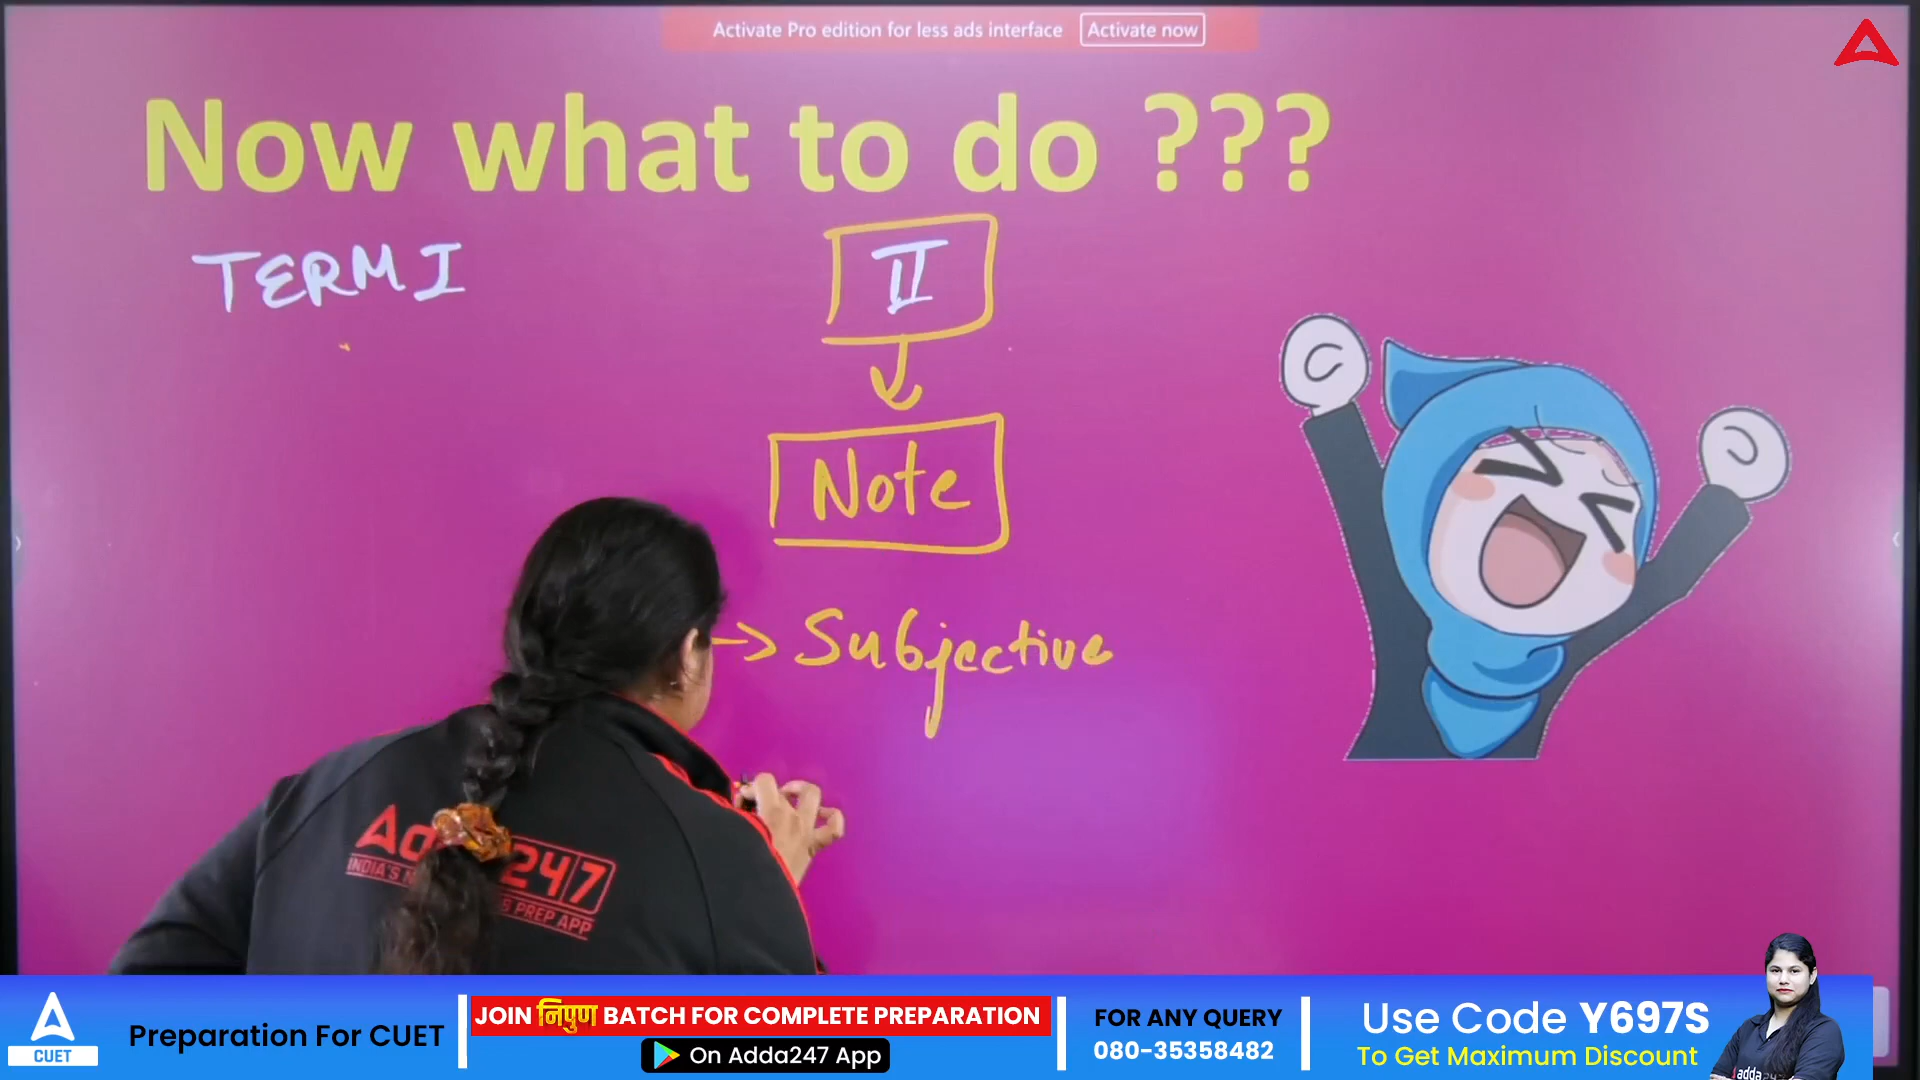 Activate Pro edition for less ads interface Activate now
Now what to do ???
TERM I
II
Note
→ Subjective
247
INDIA'S
PREP APP
CUET
Preparation For CUET
JOIN निपुण BATCH FOR COMPLETE PREPARATION
On Adda247 App
FOR ANY QUERY
080-35358482
Use Code Y697S
To Get Maximum Discount
adda247